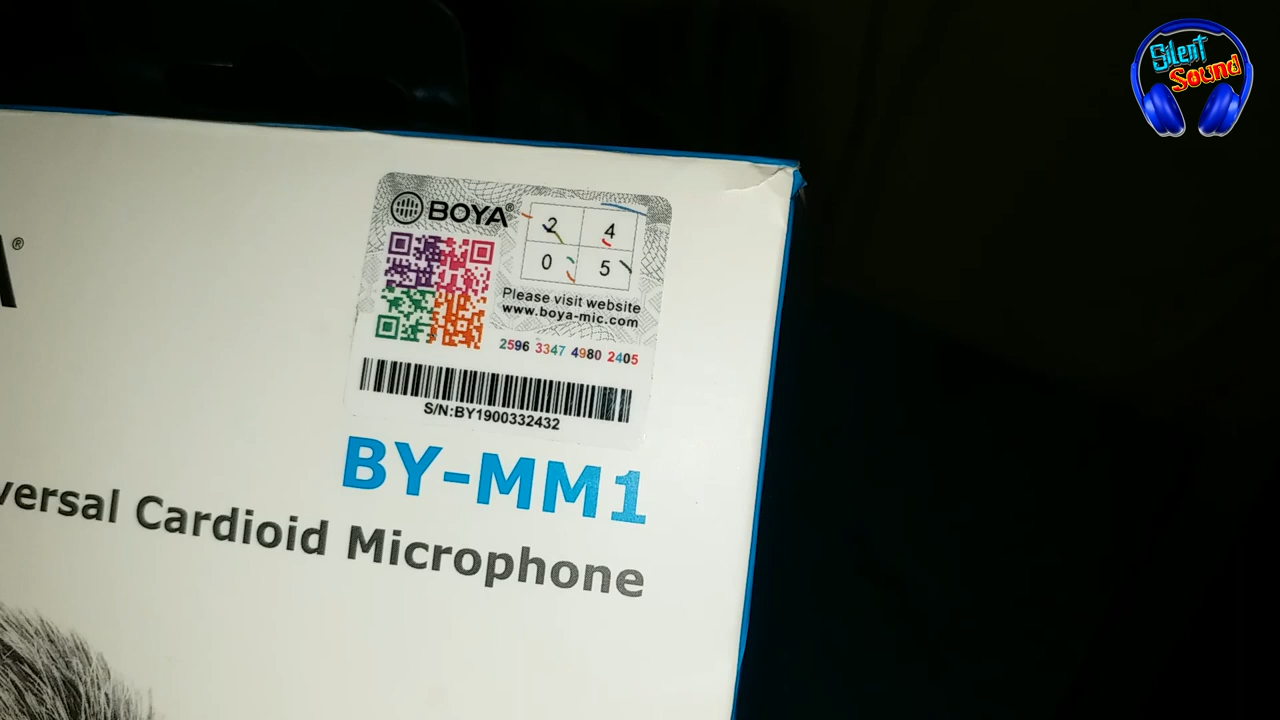 Silent
Sound
A®
BOYA®
2 4
0 5
Please visit website
www.boya-mic.com
2596 3347 4980 2405
S/N:BY1900332432
BY-MM1
versal Cardioid Microphone